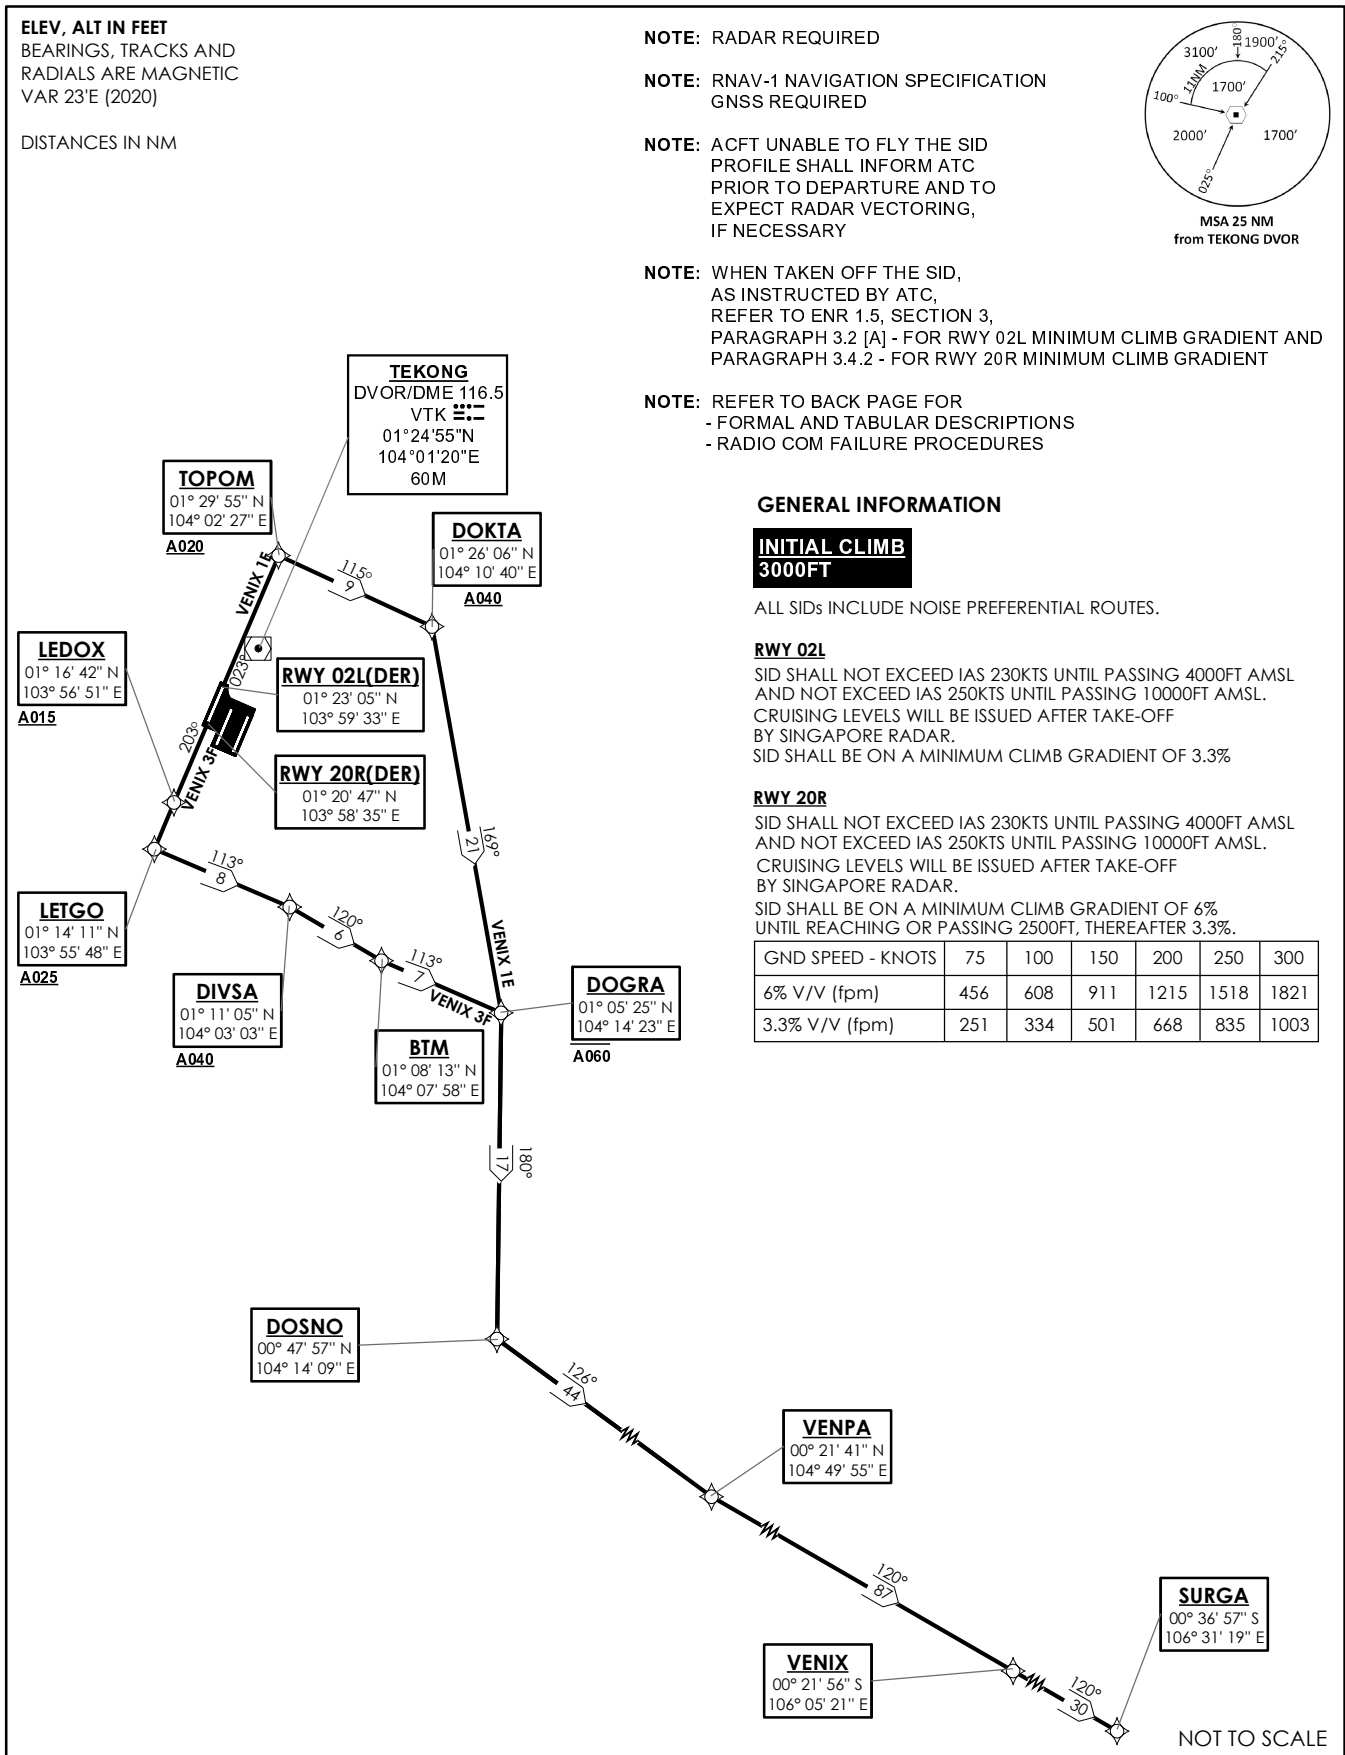 ELEV, ALT IN FEET
BEARINGS, TRACKS AND
RADIALS ARE MAGNETIC
VAR 23'E (2020)
DISTANCES IN NM
NOTE: RADAR REQUIRED
NOTE: RNAV-1 NAVIGATION SPECIFICATION
GNSS REQUIRED
NOTE: ACFT UNABLE TO FLY THE SID
PROFILE SHALL INFORM ATC
PRIOR TO DEPARTURE AND TO
EXPECT RADAR VECTORING,
IF NECESSARY
NOTE: WHEN TAKEN OFF THE SID,
AS INSTRUCTED BY ATC,
REFER TO ENR 1.5, SECTION 3,
PARAGRAPH 3.2 [A] - FOR RWY 02L MINIMUM CLIMB GRADIENT AND
PARAGRAPH 3.4.2 - FOR RWY 20R MINIMUM CLIMB GRADIENT
NOTE: REFER TO BACK PAGE FOR
- FORMAL AND TABULAR DESCRIPTIONS
- RADIO COM FAILURE PROCEDURES
3100'
180°
1900'
215°
11NM
1700'
100°
2000'
1700'
025°
MSA 25 NM
from TEKONG DVOR
TEKONG
DVOR/DME 116.5
VTK
01°24'55"N
104°01'20"E
60M
TOPOM
01° 29' 55" N
104° 02' 27" E
A020
DOKTA
01° 26' 06" N
104° 10' 40" E
A040
115°
9
VENIX 1E
023°
LEDOX
01° 16' 42" N
103° 56' 51" E
A015
RWY 02L(DER)
01° 23' 05" N
103° 59' 33" E
203°
VENIX 3F
RWY 20R(DER)
01° 20' 47" N
103° 58' 35" E
169°
21
113°
8
LETGO
01° 14' 11" N
103° 55' 48" E
A025
120°
6
113°
7
VENIX 3F
VENIX 1E
DIVSA
01° 11' 05" N
104° 03' 03" E
A040
BTM
01° 08' 13" N
104° 07' 58" E
DOGRA
01° 05' 25" N
104° 14' 23" E
A060
180°
17
DOSNO
00° 47' 57" N
104° 14' 09" E
126°
44
VENPA
00° 21' 41" N
104° 49' 55" E
120°
87
VENIX
00° 21' 56" S
106° 05' 21" E
120°
30
SURGA
00° 36' 57" S
106° 31' 19" E
GENERAL INFORMATION
INITIAL CLIMB
3000FT
ALL SIDs INCLUDE NOISE PREFERENTIAL ROUTES.
RWY 02L
SID SHALL NOT EXCEED IAS 230KTS UNTIL PASSING 4000FT AMSL
AND NOT EXCEED IAS 250KTS UNTIL PASSING 10000FT AMSL.
CRUISING LEVELS WILL BE ISSUED AFTER TAKE-OFF
BY SINGAPORE RADAR.
SID SHALL BE ON A MINIMUM CLIMB GRADIENT OF 3.3%
RWY 20R
SID SHALL NOT EXCEED IAS 230KTS UNTIL PASSING 4000FT AMSL
AND NOT EXCEED IAS 250KTS UNTIL PASSING 10000FT AMSL.
CRUISING LEVELS WILL BE ISSUED AFTER TAKE-OFF
BY SINGAPORE RADAR.
SID SHALL BE ON A MINIMUM CLIMB GRADIENT OF 6%
UNTIL REACHING OR PASSING 2500FT, THEREAFTER 3.3%.
GND SPEED - KNOTS 75 100 150 200 250 300
6% V/V (fpm) 456 608 911 1215 1518 1821
3.3% V/V (fpm) 251 334 501 668 835 1003
NOT TO SCALE